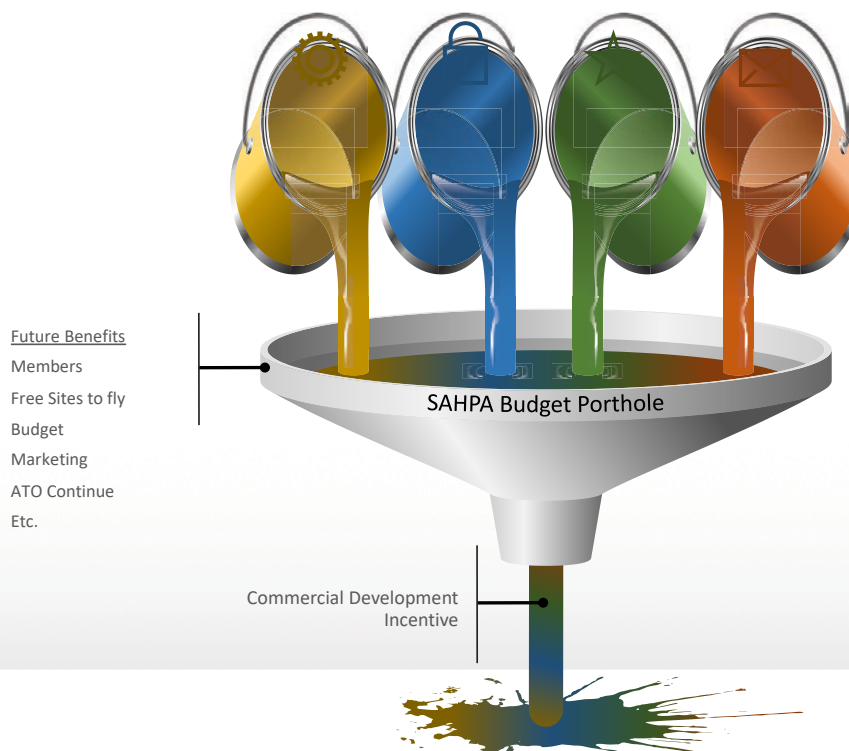 SAHPA Budget Porthole
Future Benefits
Members
Free Sites to fly
Budget
Marketing
ATO Continue
Etc.
Commercial Development
Incentive